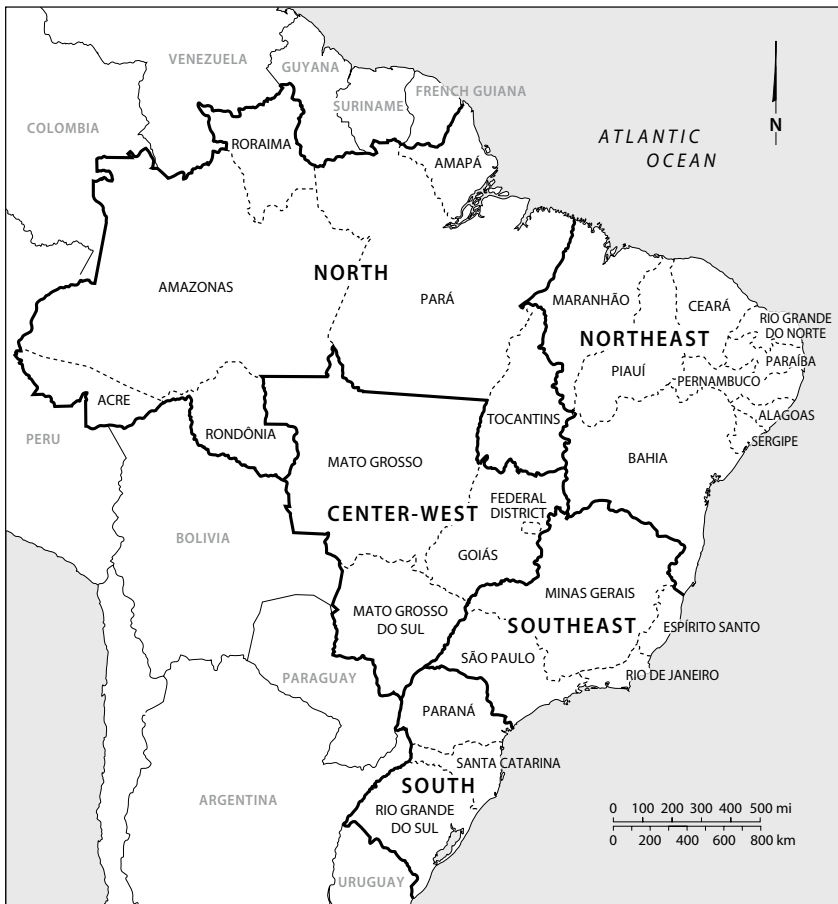 VENEZUELA
GUYANA
SURINAME
FRENCH GUIANA
COLOMBIA
RORAIMA
AMAPÁ
N
ATLANTIC
OCEAN
AMAZONAS
NORTH
PARÁ
MARANHÃO
CEARÁ
RIO GRANDE
DO NORTE
NORTHEAST
PARAÍBA
PIAUÍ
PERNAMBUCO
ACRE
ALAGOAS
TOCANTINS
PERU
RONDÔNIA
SERGIPE
MATO GROSSO
BAHIA
FEDERAL
DISTRICT
CENTER-WEST
BOLIVIA
GOIÁS
MINAS GERAIS
MATO GROSSO
DO SUL
SOUTHEAST
ESPÍRITO SANTO
SÃO PAULO
PARAGUAY
RIO DE JANEIRO
PARANÁ
SANTA CATARINA
SOUTH
ARGENTINA
RIO GRANDE
DO SUL
0 100 200 300 400 500 mi
0 200 400 600 800 km
URUGUAY